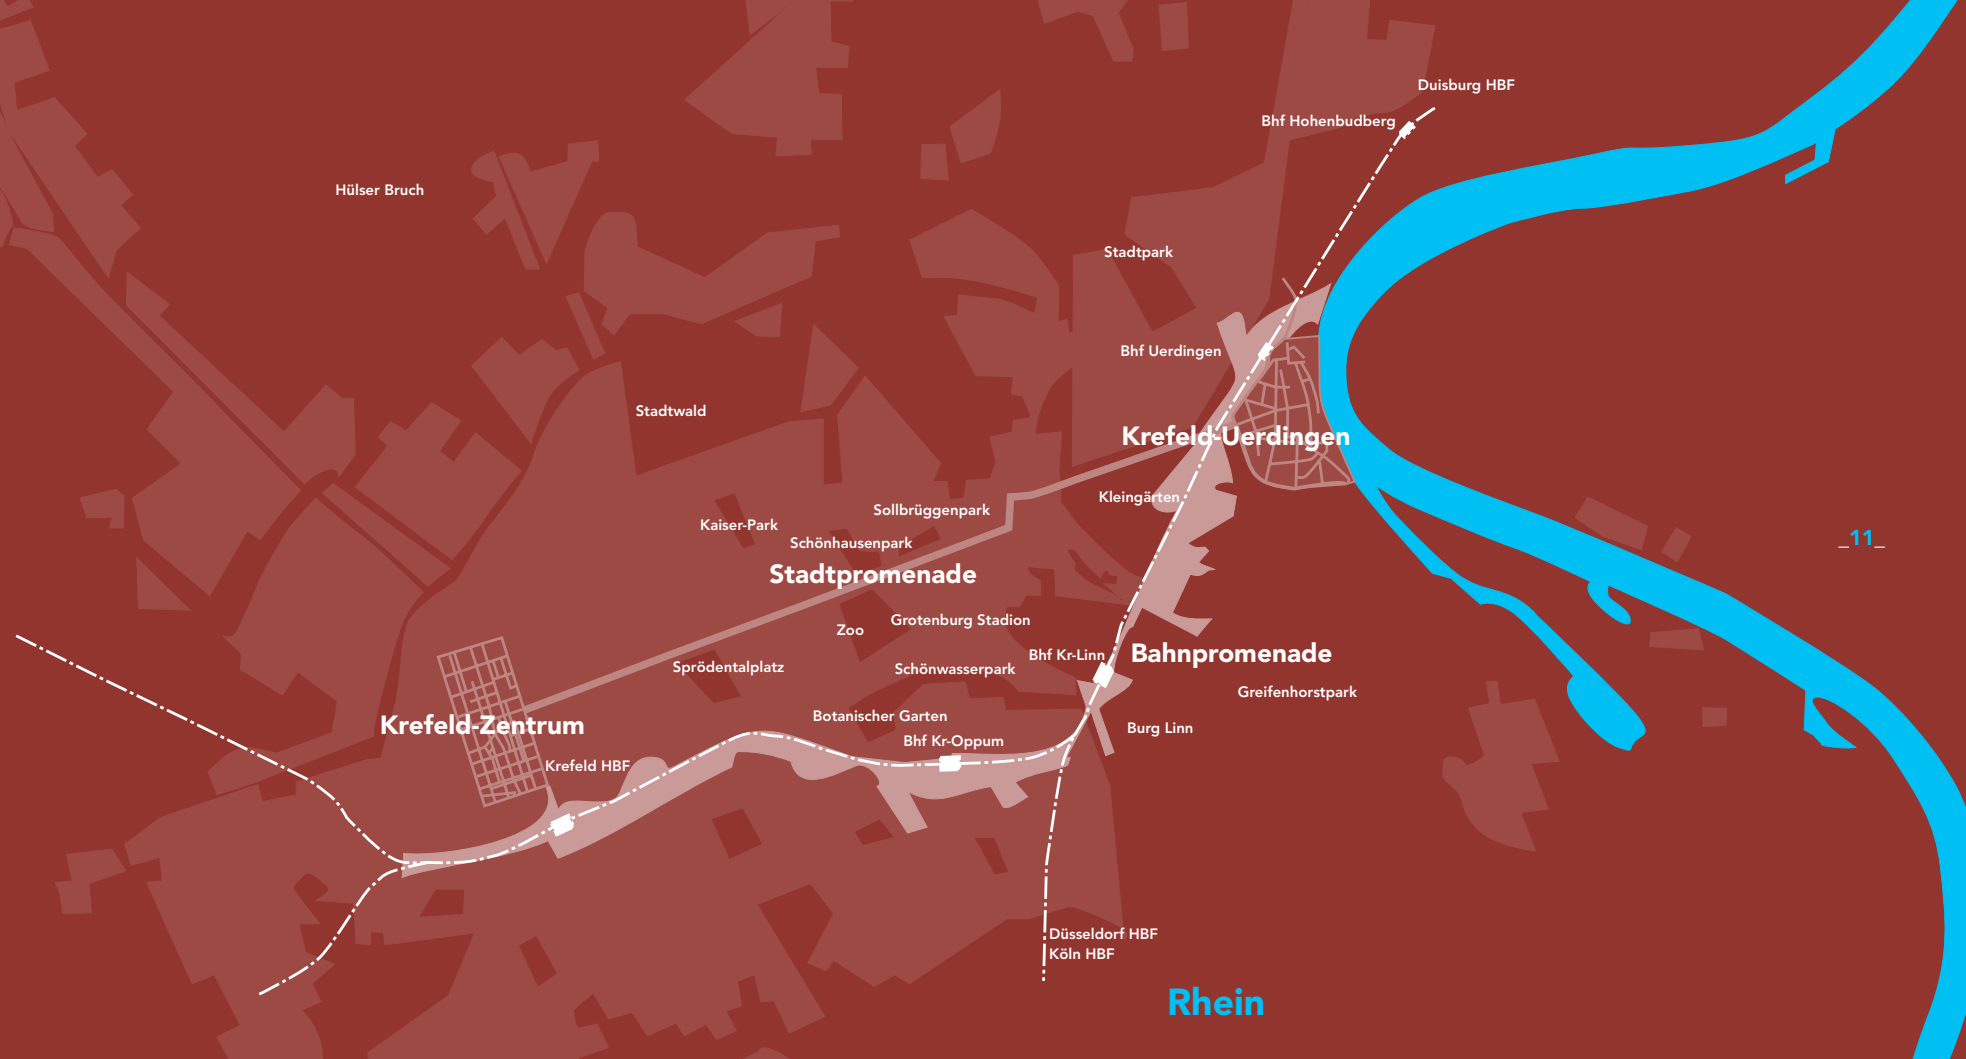 Duisburg HBF
Bhf Hohenbudberg
Hülser Bruch
Stadtpark
Bhf Uerdingen
Stadtwald
Krefeld-Uerdingen
Kleingärten
Sollbrüggenpark
Kaiser-Park
Schönhausenpark
_11_
Stadtpromenade
Grotenburg Stadion
Zoo
Bhf Kr-Linn
Bahnpromenade
Sprödentalplatz
Schönwasserpark
Greifenhorstpark
Botanischer Garten
Krefeld-Zentrum
Burg Linn
Bhf Kr-Oppum
Krefeld HBF
Düsseldorf HBF
Köln HBF
Rhein